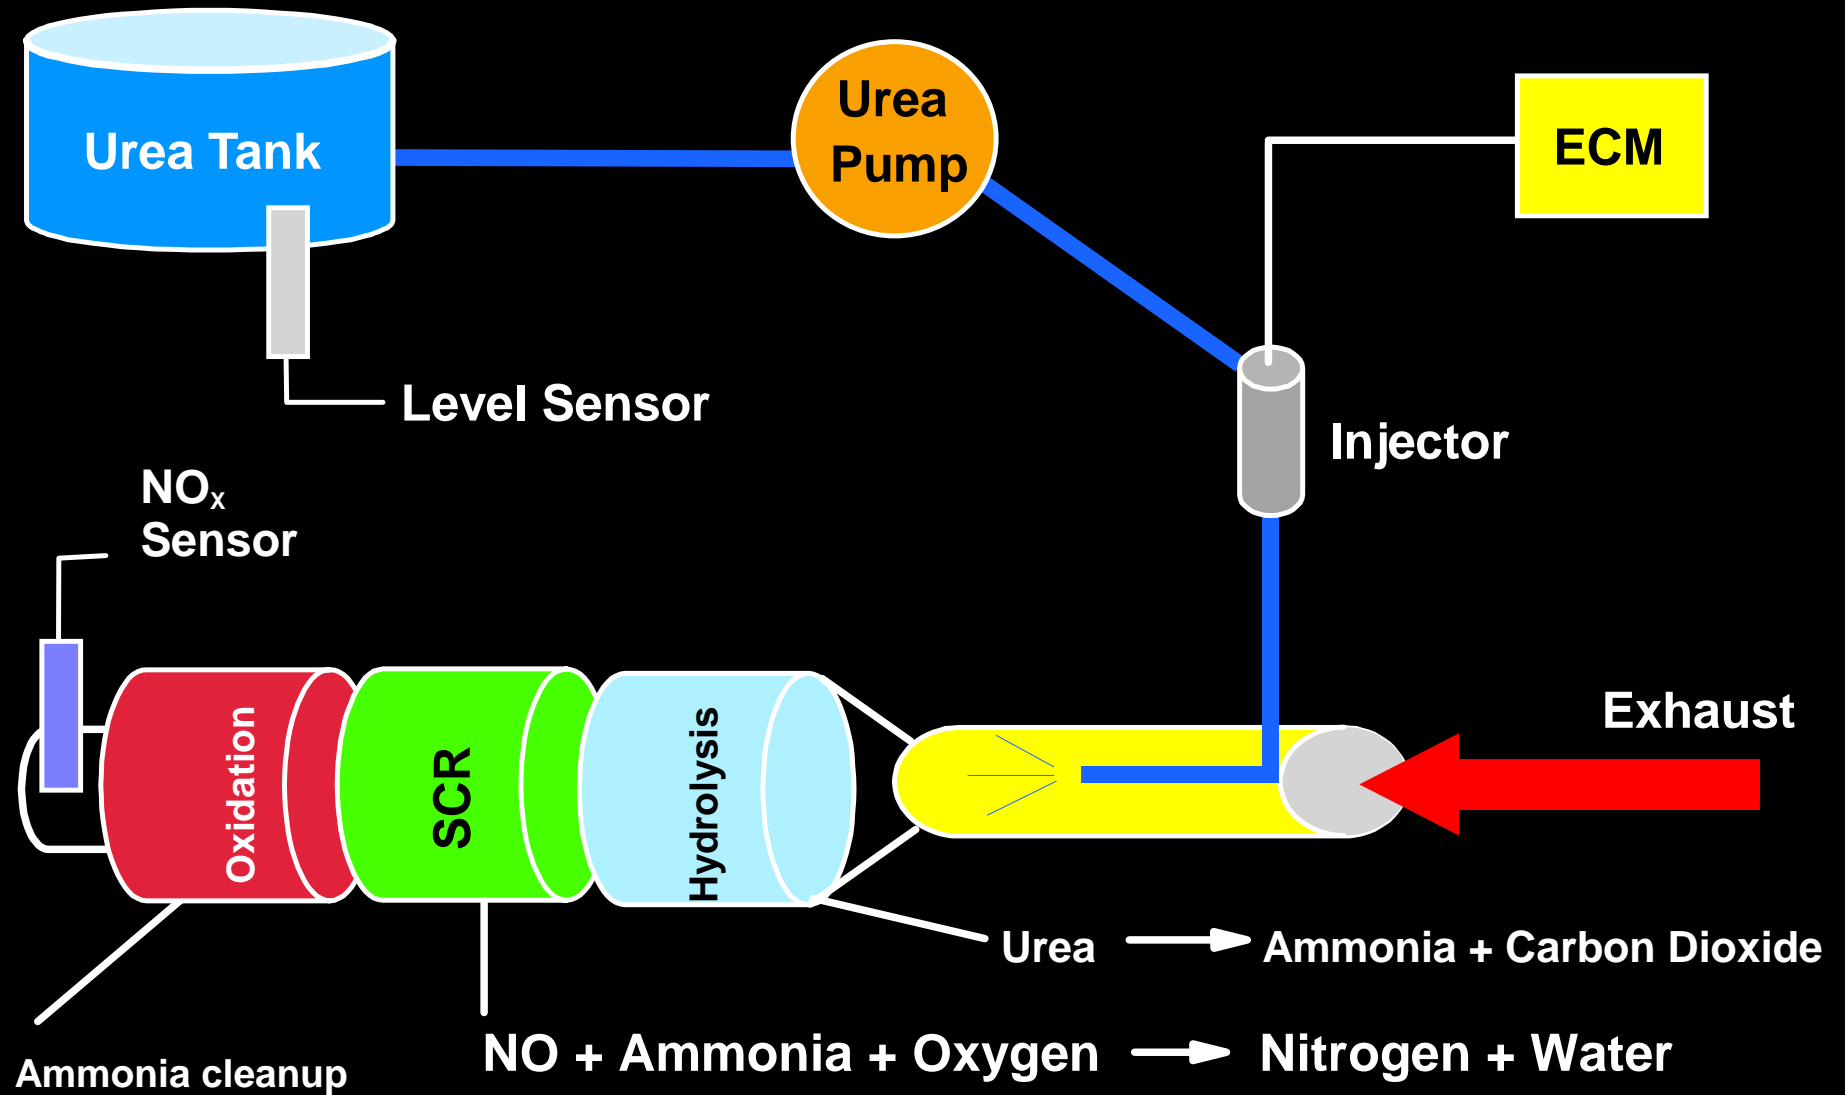 Urea Tank
Urea
Pump
ECM
Level Sensor
Injector
NOx
Sensor
Exhaust
Oxidation
SCR
Hydrolysis
Urea → Ammonia + Carbon Dioxide
NO + Ammonia + Oxygen → Nitrogen + Water
Ammonia cleanup